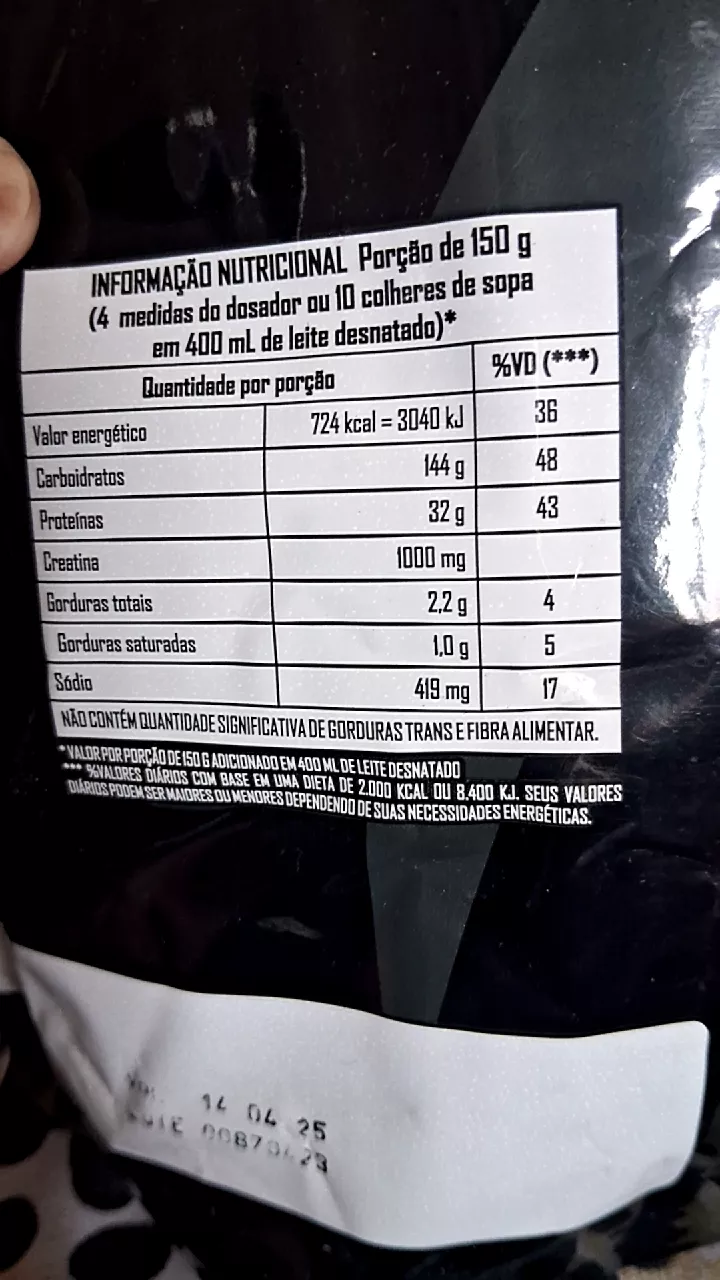 INFORMAÇÃO NUTRICIONAL Porção de 150 g
(4 medidas do dosador ou 10 colheres de sopa
em 400 mL de leite desnatado)*
Quantidade por porção %VD (***)
Valor energético 724 kcal = 3040 kJ 36
Carboidratos 144 g 48
Proteínas 32 g 43
Creatina 1000 mg
Gorduras totais 2,2 g 4
Gorduras saturadas 1,0 g 5
Sódio 419 mg 17
NÃO CONTÉM QUANTIDADE SIGNIFICATIVA DE GORDURAS TRANS E FIBRA ALIMENTAR.
*VALOR POR PORÇÃO DE 150 G ADICIONADO EM 400 ML DE LEITE DESNATADO
*** %VALORES DIÁRIOS COM BASE EM UMA DIETA DE 2.000 KCAL OU 8.400 KJ. SEUS VALORES
DIÁRIOS PODEM SER MAIORES OU MENORES DEPENDENDO DE SUAS NECESSIDADES ENERGÉTICAS.
14 04 25